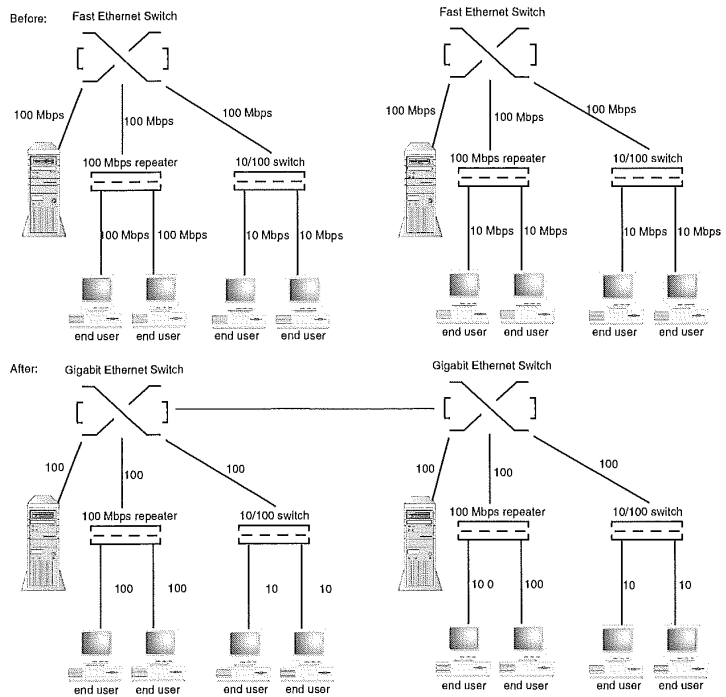 Before:
Fast Ethernet Switch
Fast Ethernet Switch
100 Mbps
100 Mbps
100 Mbps
100 Mbps
100 Mbps
100 Mbps
100 Mbps repeater
10/100 switch
100 Mbps repeater
10/100 switch
100 Mbps
100 Mbps
10 Mbps
10 Mbps
10 Mbps
10 Mbps
10 Mbps
10 Mbps
end user
end user
end user
end user
end user
end user
end user
end user
After:
Gigabit Ethernet Switch
Gigabit Ethernet Switch
100
100
100
100
100
100
100 Mbps repeater
10/100 switch
100 Mbps repeater
10/100 switch
100
100
10
10
10 0
100
10
10
end user
end user
end user
end user
end user
end user
end user
end user